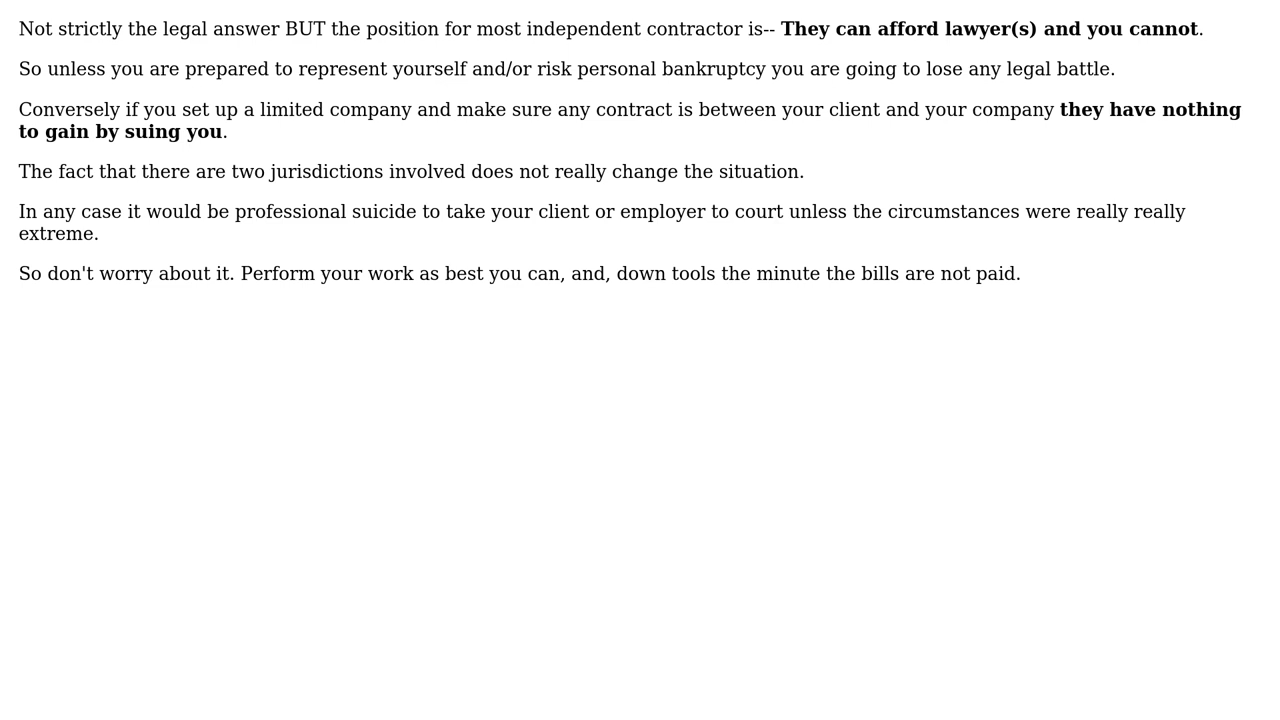 Not strictly the legal answer BUT the position for most independent contractor is-- They can afford lawyer(s) and you cannot.
So unless you are prepared to represent yourself and/or risk personal bankruptcy you are going to lose any legal battle.
Conversely if you set up a limited company and make sure any contract is between your client and your company they have nothing
to gain by suing you.
The fact that there are two jurisdictions involved does not really change the situation.
In any case it would be professional suicide to take your client or employer to court unless the circumstances were really really
extreme.
So don't worry about it. Perform your work as best you can, and, down tools the minute the bills are not paid.